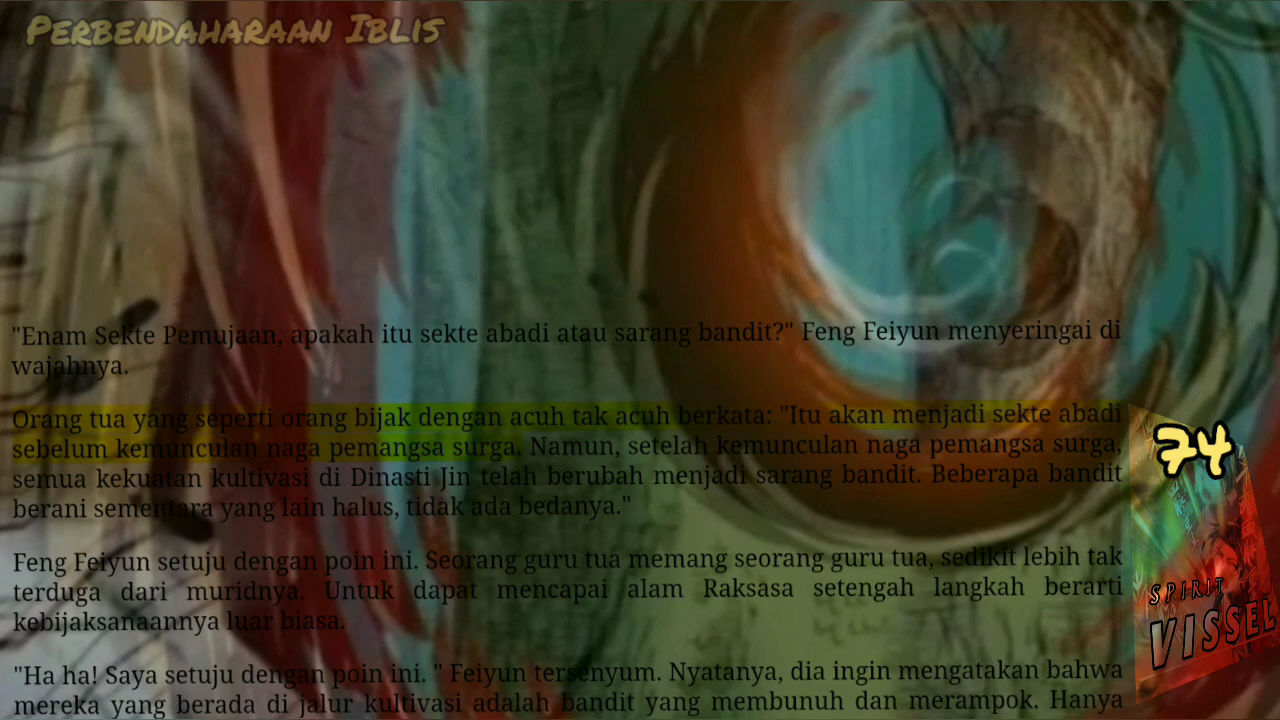 Perbendaharaan Iblis
"Enam Sekte Pemujaan, apakah itu sekte abadi atau sarang bandit?" Feng Feiyun menyeringai di
wajahnya.
Orang tua yang seperti orang bijak dengan acuh tak acuh berkata: "Itu akan menjadi sekte abadi
sebelum kemunculan naga pemangsa surga. Namun, setelah kemunculan naga pemangsa surga,
semua kekuatan kultivasi di Dinasti Jin telah berubah menjadi sarang bandit. Beberapa bandit
berani sementara yang lain halus, tidak ada bedanya."
74
Feng Feiyun setuju dengan poin ini. Seorang guru tua memang seorang guru tua, sedikit lebih tak
terduga dari muridnya. Untuk dapat mencapai alam Raksasa setengah langkah berarti
kebijaksanaannya luar biasa.
SPIRIT
VISSEL
"Ha ha! Saya setuju dengan poin ini. " Feiyun tersenyum. Nyatanya, dia ingin mengatakan bahwa
mereka yang berada di jalur kultivasi adalah bandit yang membunuh dan merampok. Hanya